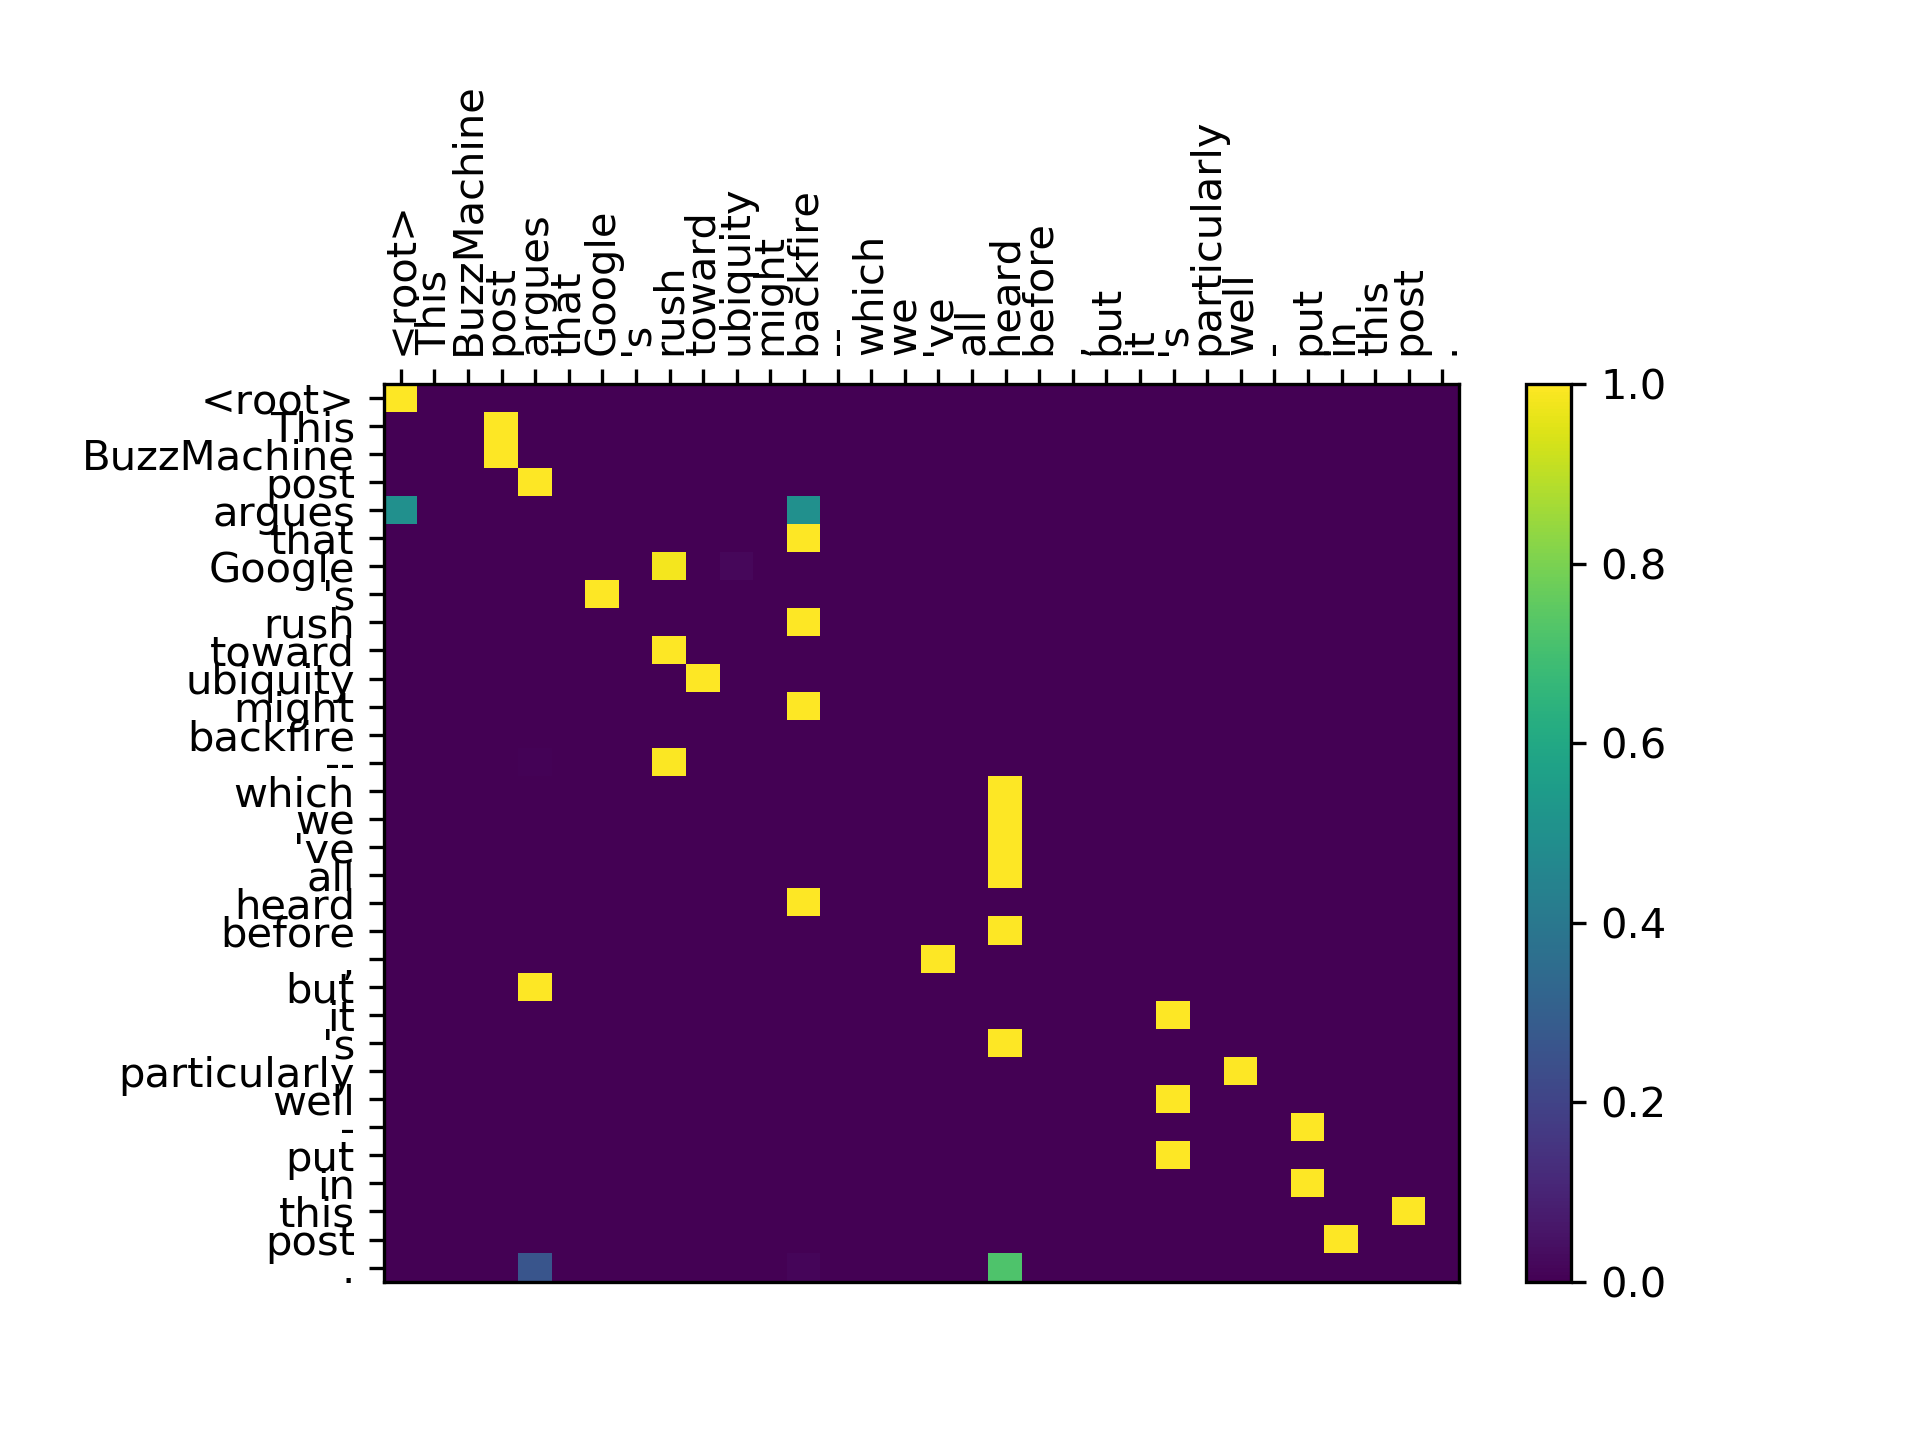 <root>
This
BuzzMachine
post
argues
that
Google
's
rush
toward
ubiquity
might
backfire
--
which
we
've
all
heard
before
,
but
it
's
particularly
well
-
put
in
this
post
.
<root>
This
BuzzMachine
post
argues
that
Google
's
rush
toward
ubiquity
might
backfire
--
which
we
've
all
heard
before
,
but
it
's
particularly
well
-
put
in
this
post
.
1.0
0.8
0.6
0.4
0.2
0.0